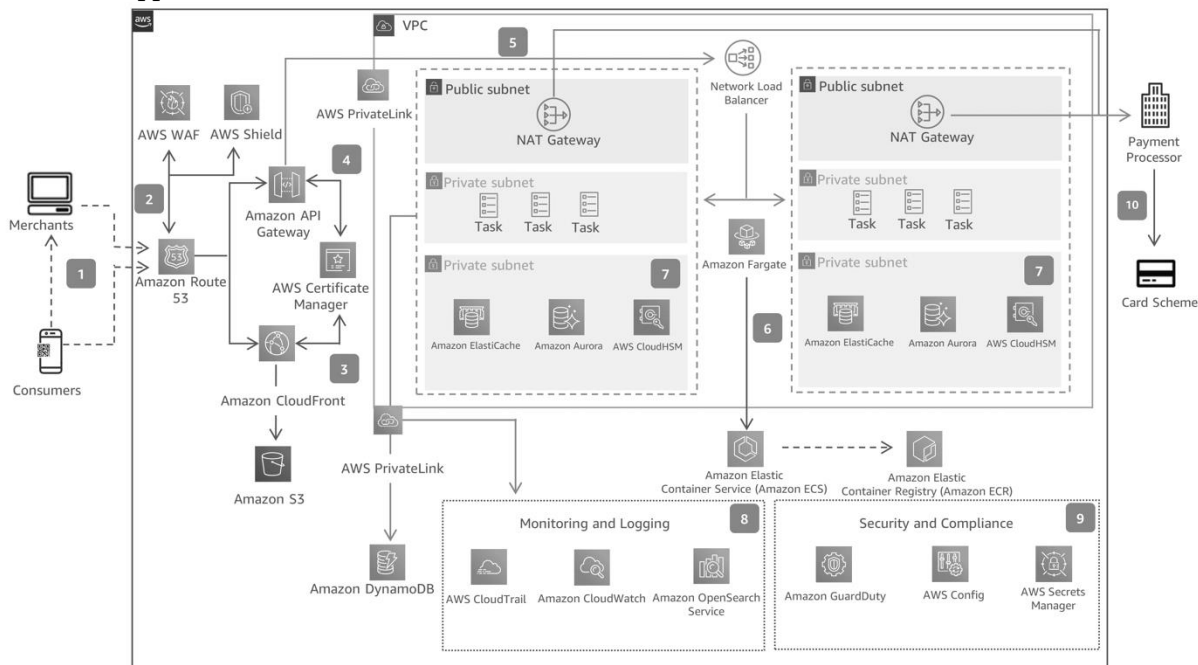 aws
VPC
5
AWS PrivateLink
Public subnet
NAT Gateway
Network Load
Balancer
Public subnet
NAT Gateway
Payment
Processor
AWS WAF
AWS Shield
2
4
Amazon API
Gateway
Private subnet
Task
Task
Task
Private subnet
Task
Task
Task
10
Merchants
1
53
Amazon Route
53
AWS Certificate
Manager
Amazon Fargate
Private subnet
7
Amazon ElastiCache
Amazon Aurora
AWS CloudHSM
Private subnet
7
Amazon ElastiCache
Amazon Aurora
AWS CloudHSM
Card Scheme
6
3
Consumers
Amazon CloudFront
Amazon S3
AWS PrivateLink
Amazon Elastic
Container Service (Amazon ECS)
Amazon Elastic
Container Registry (Amazon ECR)
Amazon DynamoDB
Monitoring and Logging
8
AWS CloudTrail
Amazon CloudWatch
Amazon OpenSearch
Service
Security and Compliance
9
Amazon GuardDuty
AWS Config
AWS Secrets
Manager